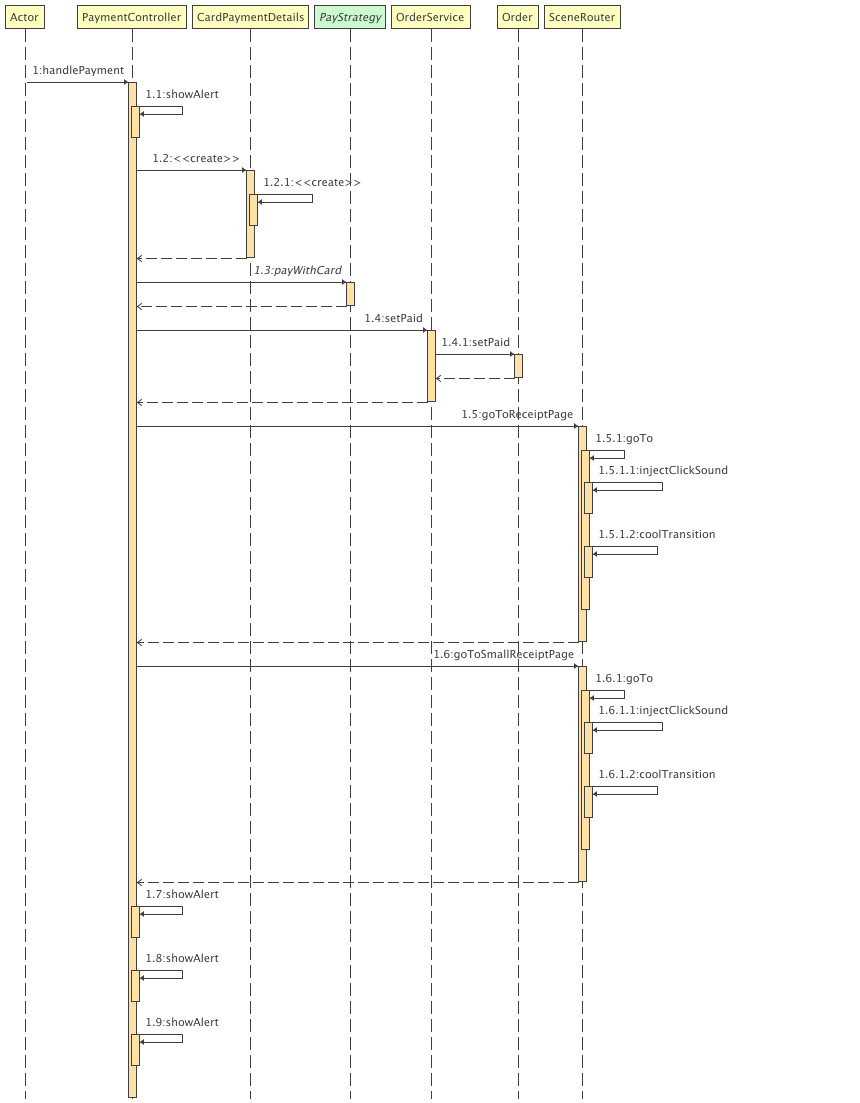 Actor
PaymentController
CardPaymentDetails
PayStrategy
OrderService
Order
SceneRouter
1:handlePayment
1.1:showAlert
1.2:<<create>>
1.2.1:<<create>>
1.3:payWithCard
1.4:setPaid
1.4.1:setPaid
1.5:goToReceiptPage
1.5.1:goTo
1.5.1.1:injectClickSound
1.5.1.2:coolTransition
1.6:goToSmallReceiptPage
1.6.1:goTo
1.6.1.1:injectClickSound
1.6.1.2:coolTransition
1.7:showAlert
1.8:showAlert
1.9:showAlert